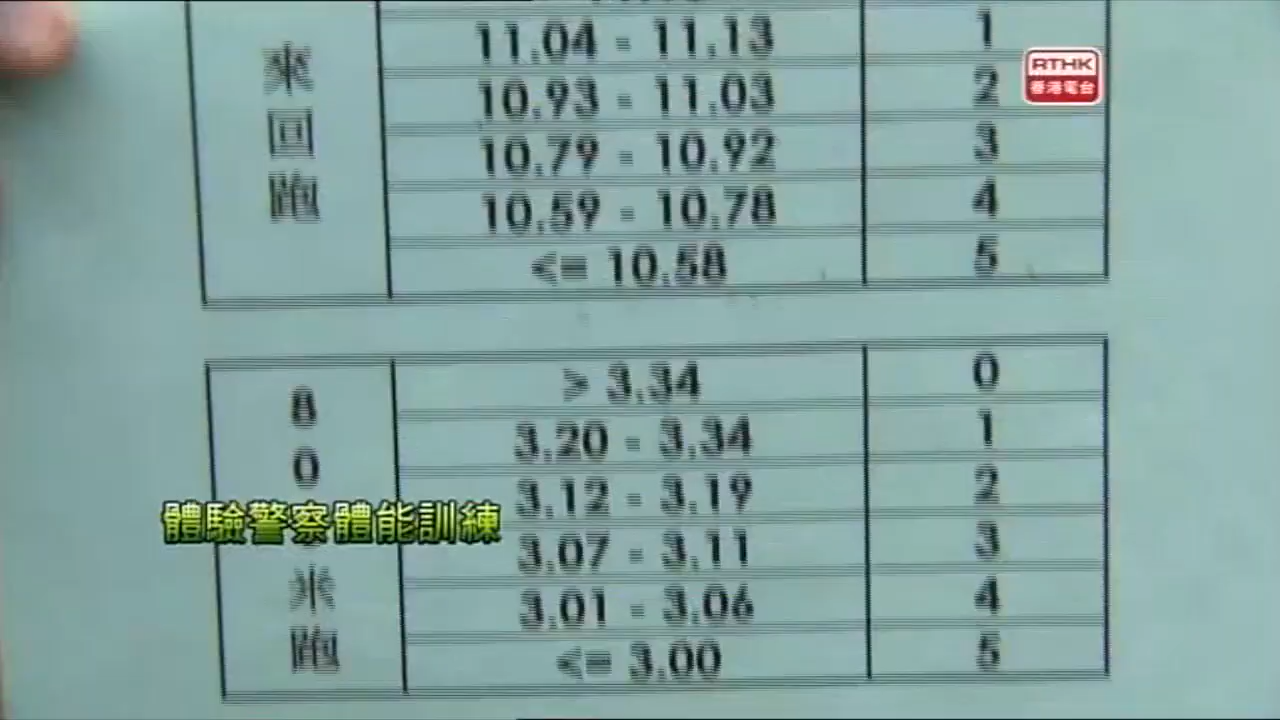 11.04 - 11.13 1
10.93 - 11.03 2
10.79 - 10.92 3
10.59 - 10.78 4
<= 10.58 5
來回跑
RTHK
香港電台
> 3.34 0
3.20 - 3.34 1
3.12 - 3.19 2
3.07 - 3.11 3
3.01 - 3.06 4
<= 3.00 5
8
0
米
跑
體驗警察體能訓練